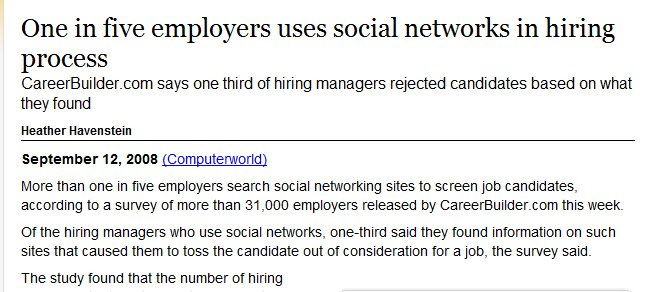 One in five employers uses social networks in hiring
process
CareerBuilder.com says one third of hiring managers rejected candidates based on what
they found
Heather Havenstein
September 12, 2008 (Computerworld)
More than one in five employers search social networking sites to screen job candidates,
according to a survey of more than 31,000 employers released by CareerBuilder.com this week.
Of the hiring managers who use social networks, one-third said they found information on such
sites that caused them to toss the candidate out of consideration for a job, the survey said.
The study found that the number of hiring